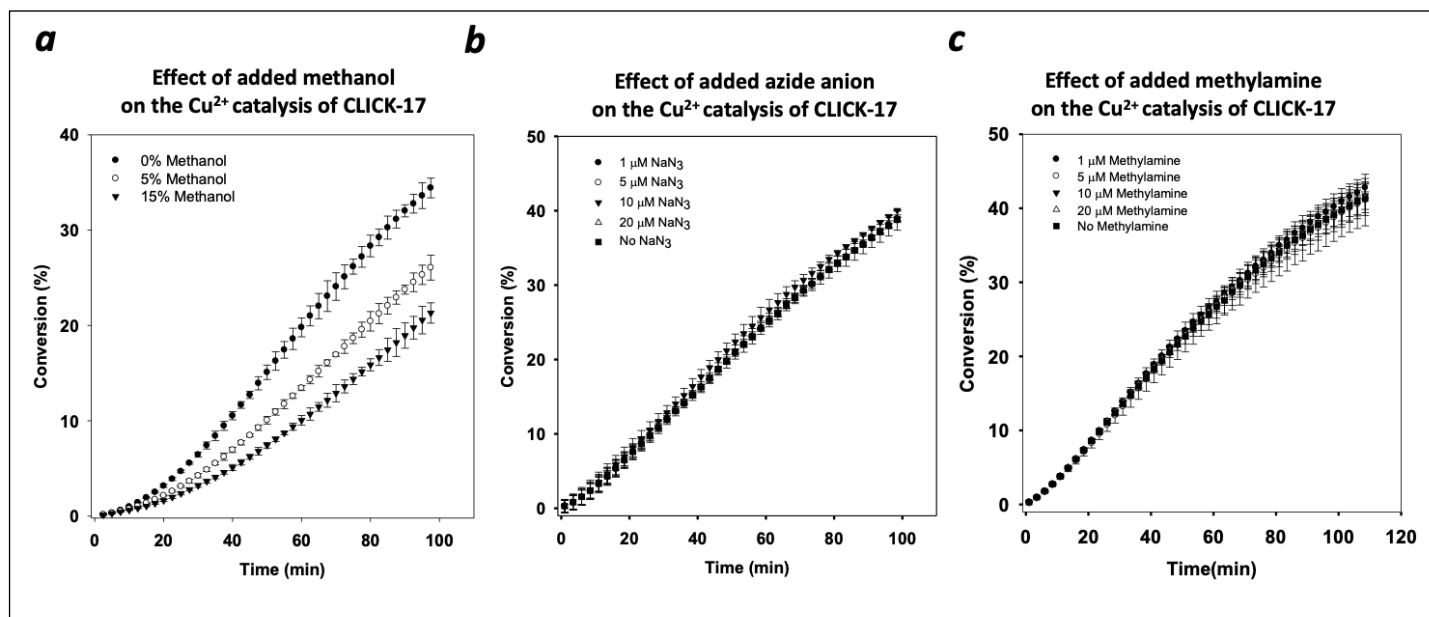 a
Effect of added methanol
on the Cu²⁺ catalysis of CLICK-17
40
30
20
10
0
Conversion (%)
0% Methanol
5% Methanol
15% Methanol
0 20 40 60 80 100
Time (min)
b
Effect of added azide anion
on the Cu²⁺ catalysis of CLICK-17
50
40
30
20
10
0
Conversion (%)
1 μM NaN₃
5 μM NaN₃
10 μM NaN₃
20 μM NaN₃
No NaN₃
0 20 40 60 80 100
Time (min)
c
Effect of added methylamine
on the Cu²⁺ catalysis of CLICK-17
50
40
30
20
10
0
Conversion (%)
1 μM Methylamine
5 μM Methylamine
10 μM Methylamine
20 μM Methylamine
No Methylamine
0 20 40 60 80 100 120
Time(min)